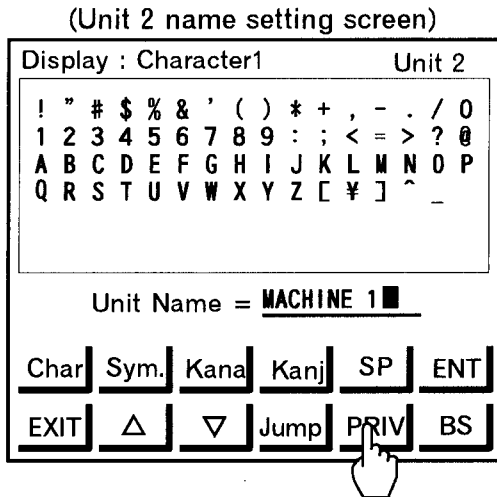 (Unit 2 name setting screen)
Display : Character1 Unit 2
! ” # $ % & ’ ( ) * + , - . / 0
1 2 3 4 5 6 7 8 9 : ; < = > ? @
A B C D E F G H I J K L M N O P
Q R S T U V W X Y Z [ ¥ ] ^ _
Unit Name = MACHINE 1
Char Sym. Kana Kanj SP ENT
EXIT △ ▽ Jump PRIV BS